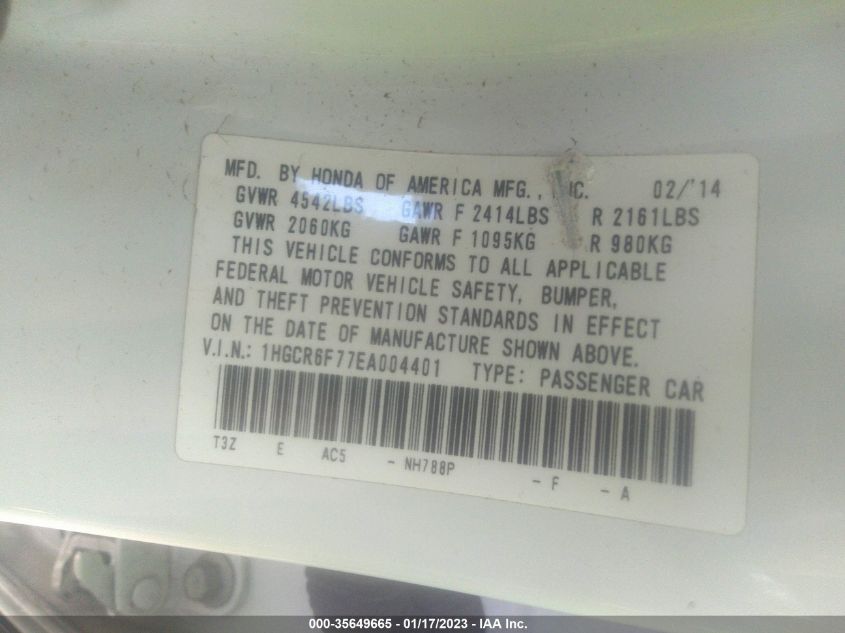 MFD. BY HONDA OF AMERICA MFG., INC. 02/'14
GVWR 4542LBS GAWR F 2414LBS R 2161LBS
GVWR 2060KG GAWR F 1095KG R 980KG
THIS VEHICLE CONFORMS TO ALL APPLICABLE
FEDERAL MOTOR VEHICLE SAFETY, BUMPER,
AND THEFT PREVENTION STANDARDS IN EFFECT
ON THE DATE OF MANUFACTURE SHOWN ABOVE.
V.I.N.: 1HGCR6F77EA004401 TYPE: PASSENGER CAR
T3Z E AC5 - NH788P - F - A
000-35649665 - 01/17/2023 - IAA Inc.